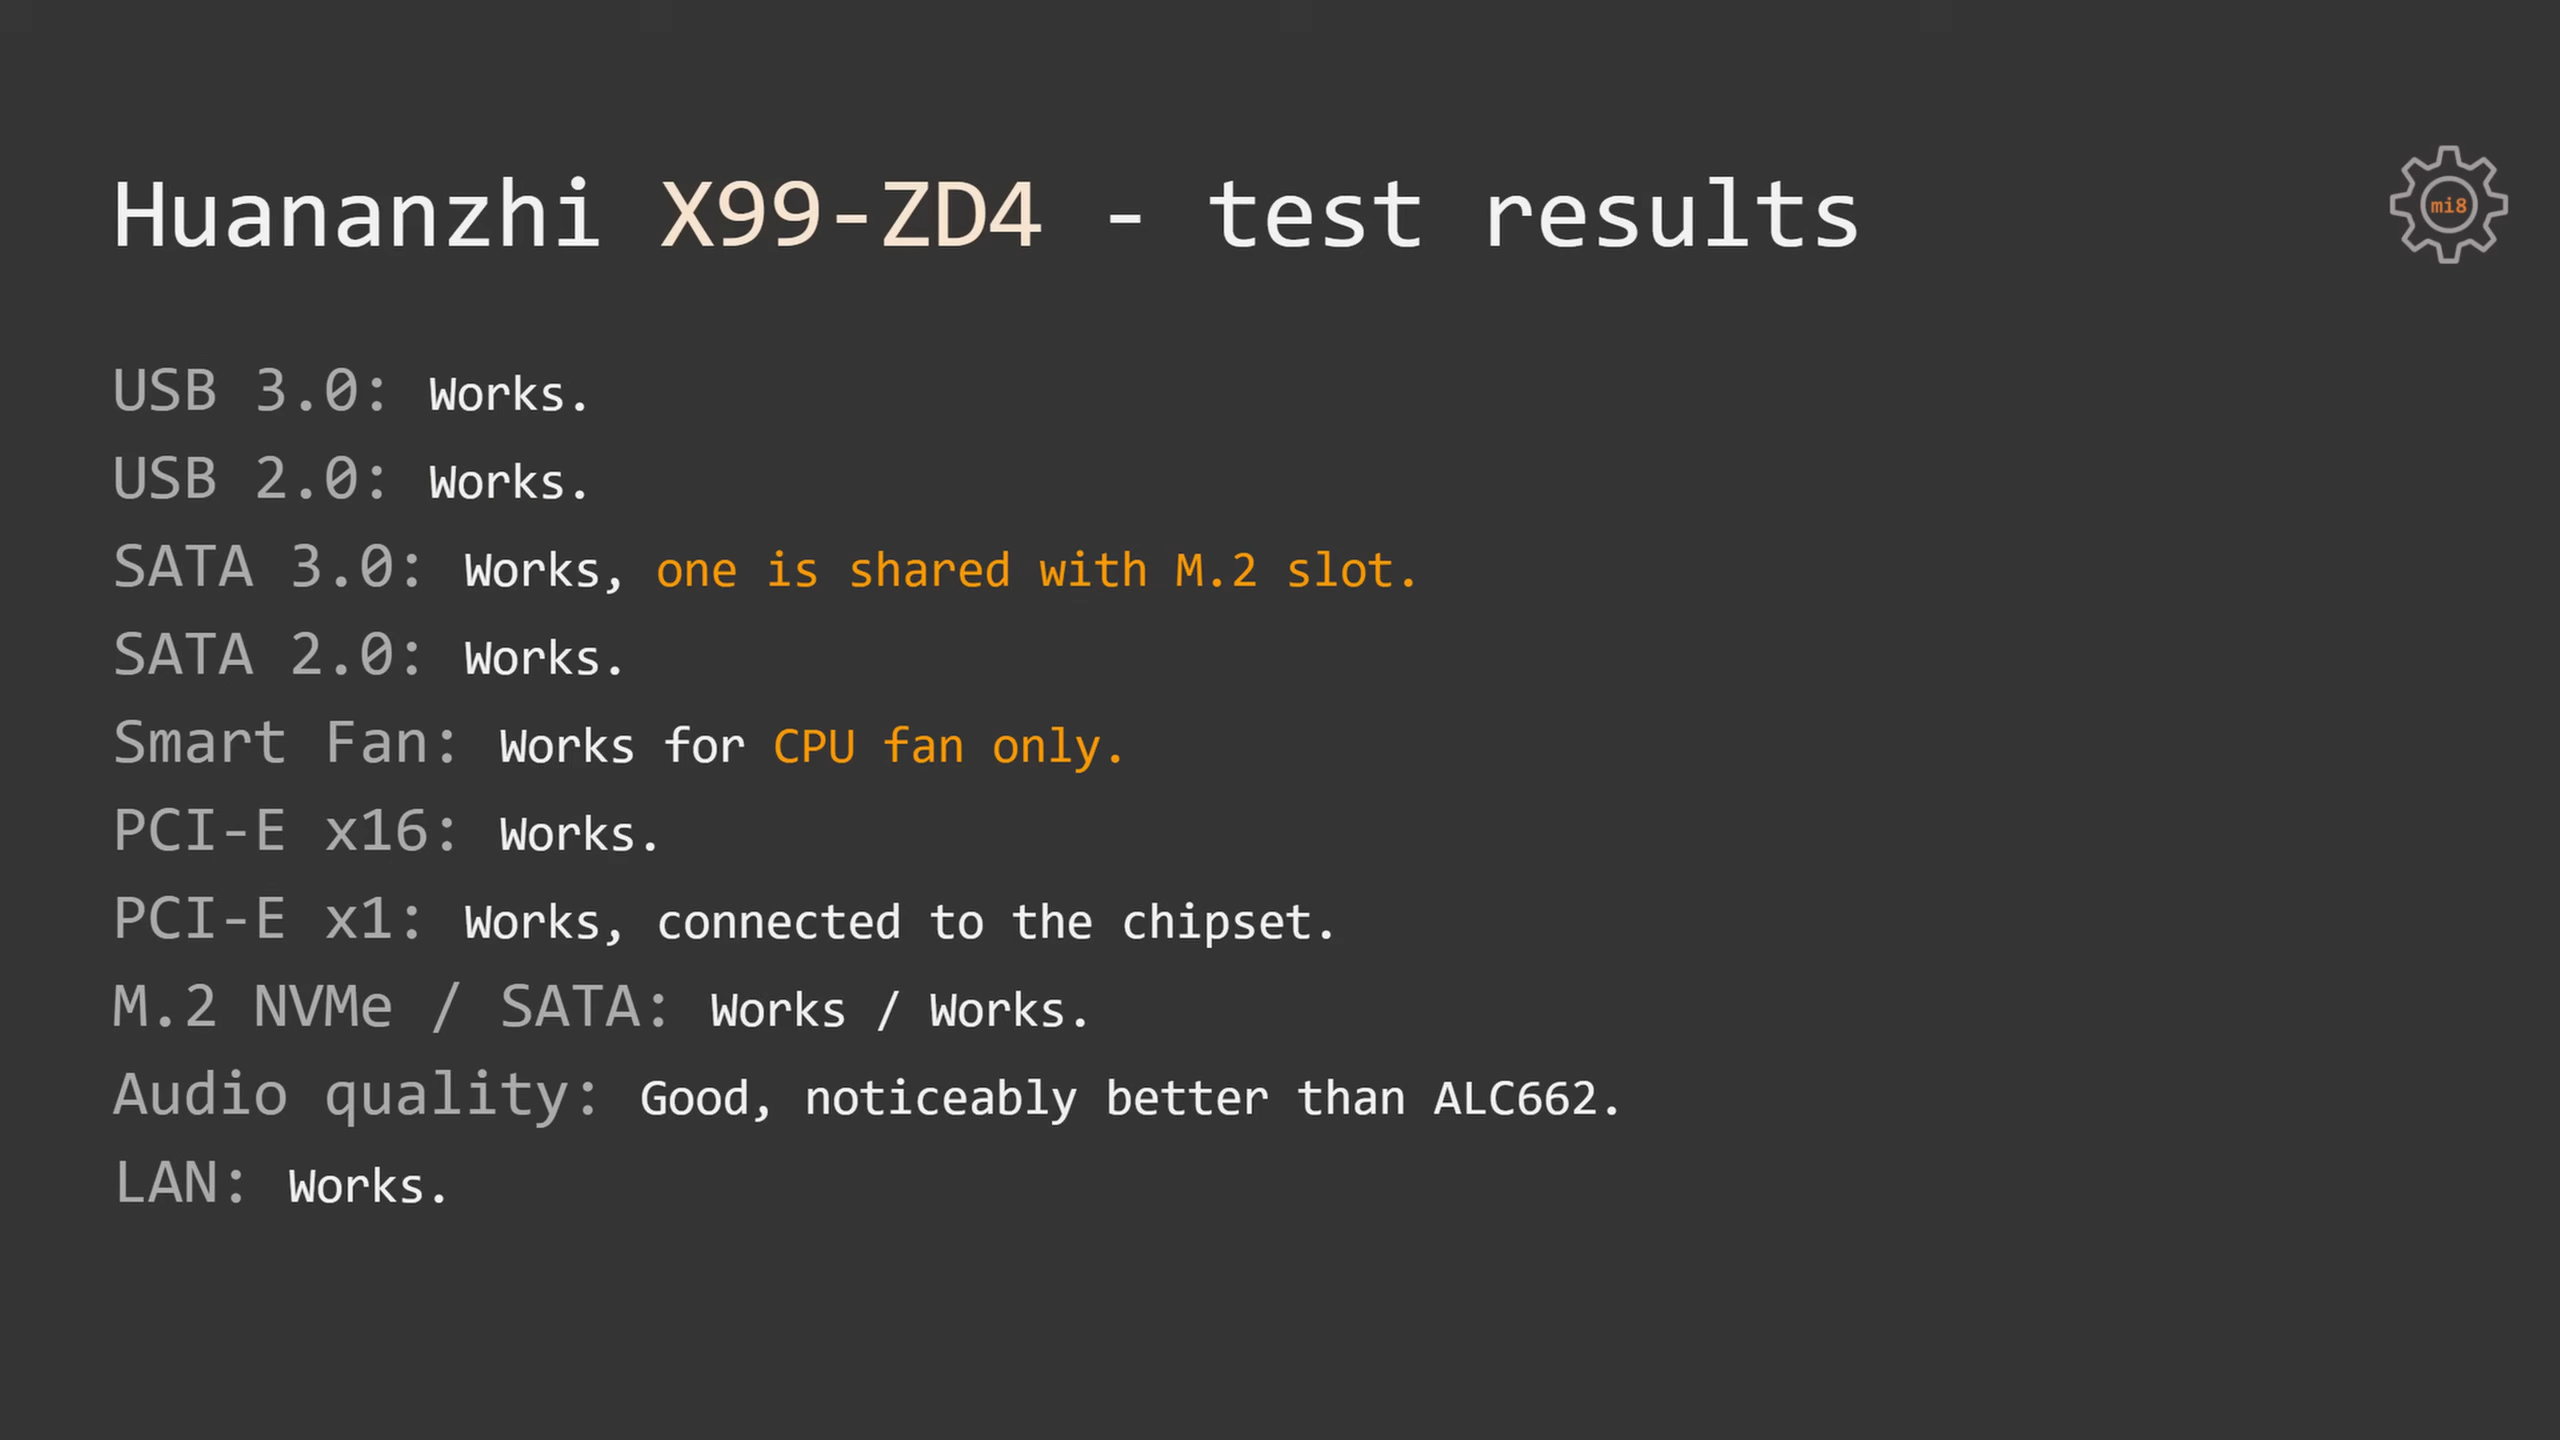 Huananzhi X99-ZD4 - test results
mi8
USB 3.0: Works.
USB 2.0: Works.
SATA 3.0: Works, one is shared with M.2 slot.
SATA 2.0: Works.
Smart Fan: Works for CPU fan only.
PCI-E x16: Works.
PCI-E x1: Works, connected to the chipset.
M.2 NVMe / SATA: Works / Works.
Audio quality: Good, noticeably better than ALC662.
LAN: Works.